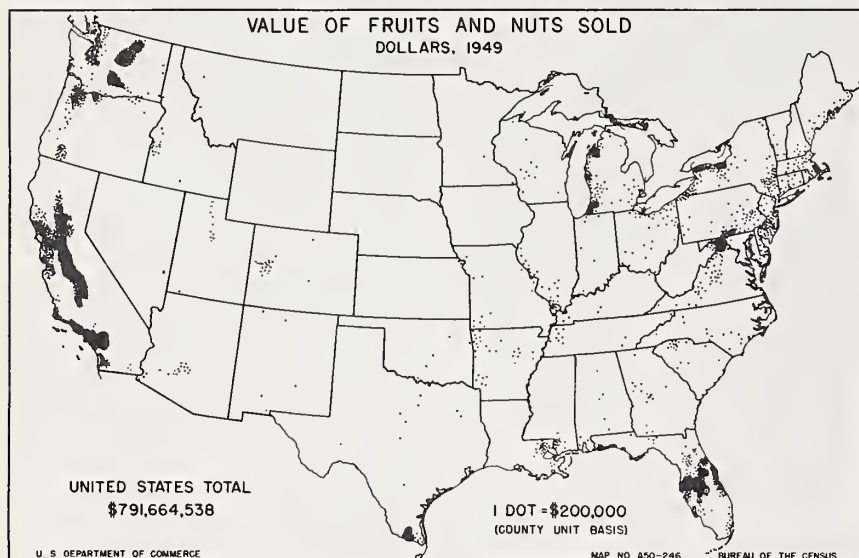 VALUE OF FRUITS AND NUTS SOLD
DOLLARS, 1949
UNITED STATES TOTAL
$791,664,538
1 DOT = $200,000
(COUNTY UNIT BASIS)
U S DEPARTMENT OF COMMERCE
MAP NO A50-246
BUREAU OF THE CENSUS